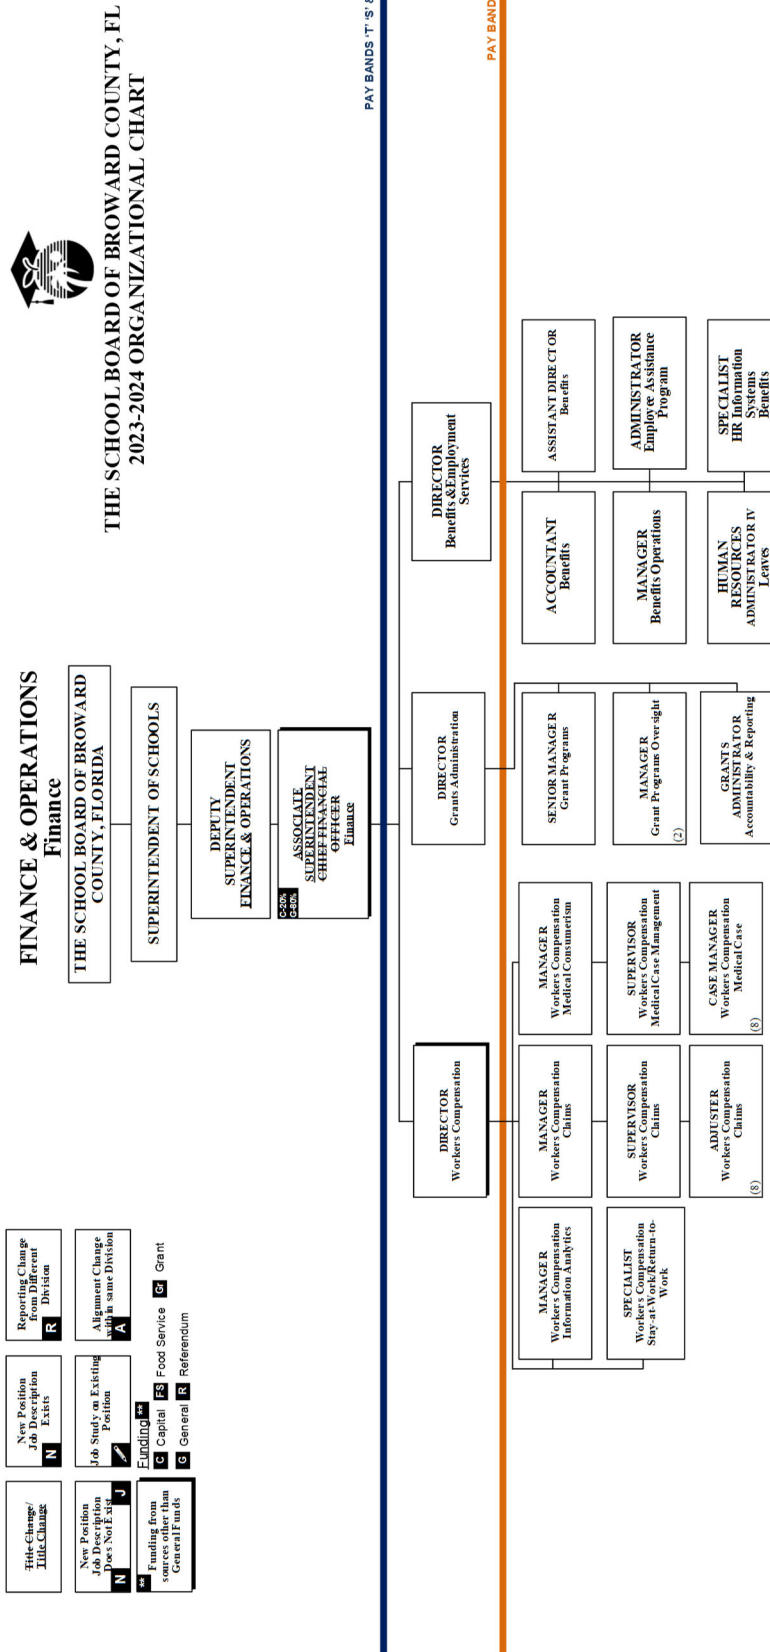 THE SCHOOL BOARD OF BROWARD COUNTY, FL
2023-2024 ORGANIZATIONAL CHART
FINANCE & OPERATIONS
Finance
THE SCHOOL BOARD OF BROWARD
COUNTY, FLORIDA
SUPERINTENDENT OF SCHOOLS
DEPUTY
SUPERINTENDENT
FINANCE & OPERATIONS
C-20%
G-80%
ASSOCIATE
SUPERINTENDENT
CHIEF FINANCIAL
OFFICER
Finance
Title Change/
Title Change
New Position
Job Description
Exists
N
Reporting Change
from Different
Division
R
New Position
Job Description
Does Not Exist
N
J
Job Study on Existing
Position
Alignment Change
within same Division
A
**
Funding from
sources other than
General Funds
Funding **
C Capital
FS Food Service
Gr Grant
G General
R Referendum
PAY BANDS 'T' 'S'
DIRECTOR
Workers Compensation
DIRECTOR
Grants Administration
DIRECTOR
Benefits & Employment
Services
PAY BAND
MANAGER
Workers Compensation
Information Analytics
SPECIALIST
Workers Compensation
Stay-at-Work/Return-to-
Work
MANAGER
Workers Compensation
Claims
SUPERVISOR
Workers Compensation
Claims
ADJUSTER
Workers Compensation
Claims
(8)
MANAGER
Workers Compensation
Medical Consumerism
SUPERVISOR
Workers Compensation
Medical Case Management
CASE MANAGER
Workers Compensation
Medical Case
(8)
SENIOR MANAGER
Grant Programs
MANAGER
Grant Programs Oversight
(2)
GRANTS
ADMINISTRATOR
Accountability & Reporting
ACCOUNTANT
Benefits
MANAGER
Benefits Operations
HUMAN
RESOURCES
ADMINISTRATOR IV
Leaves
ASSISTANT DIRECTOR
Benefits
ADMINISTRATOR
Employee Assistance
Program
SPECIALIST
HR Information
Systems
Benefits